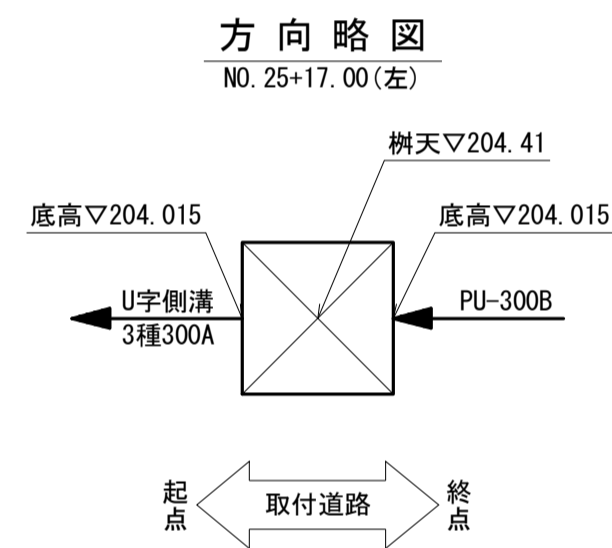 方向略図
NO.25+17.00(左)
桝天▽204.41
底高▽204.015
底高▽204.015
U字側溝
3種300A
PU-300B
起点
取付道路
終点